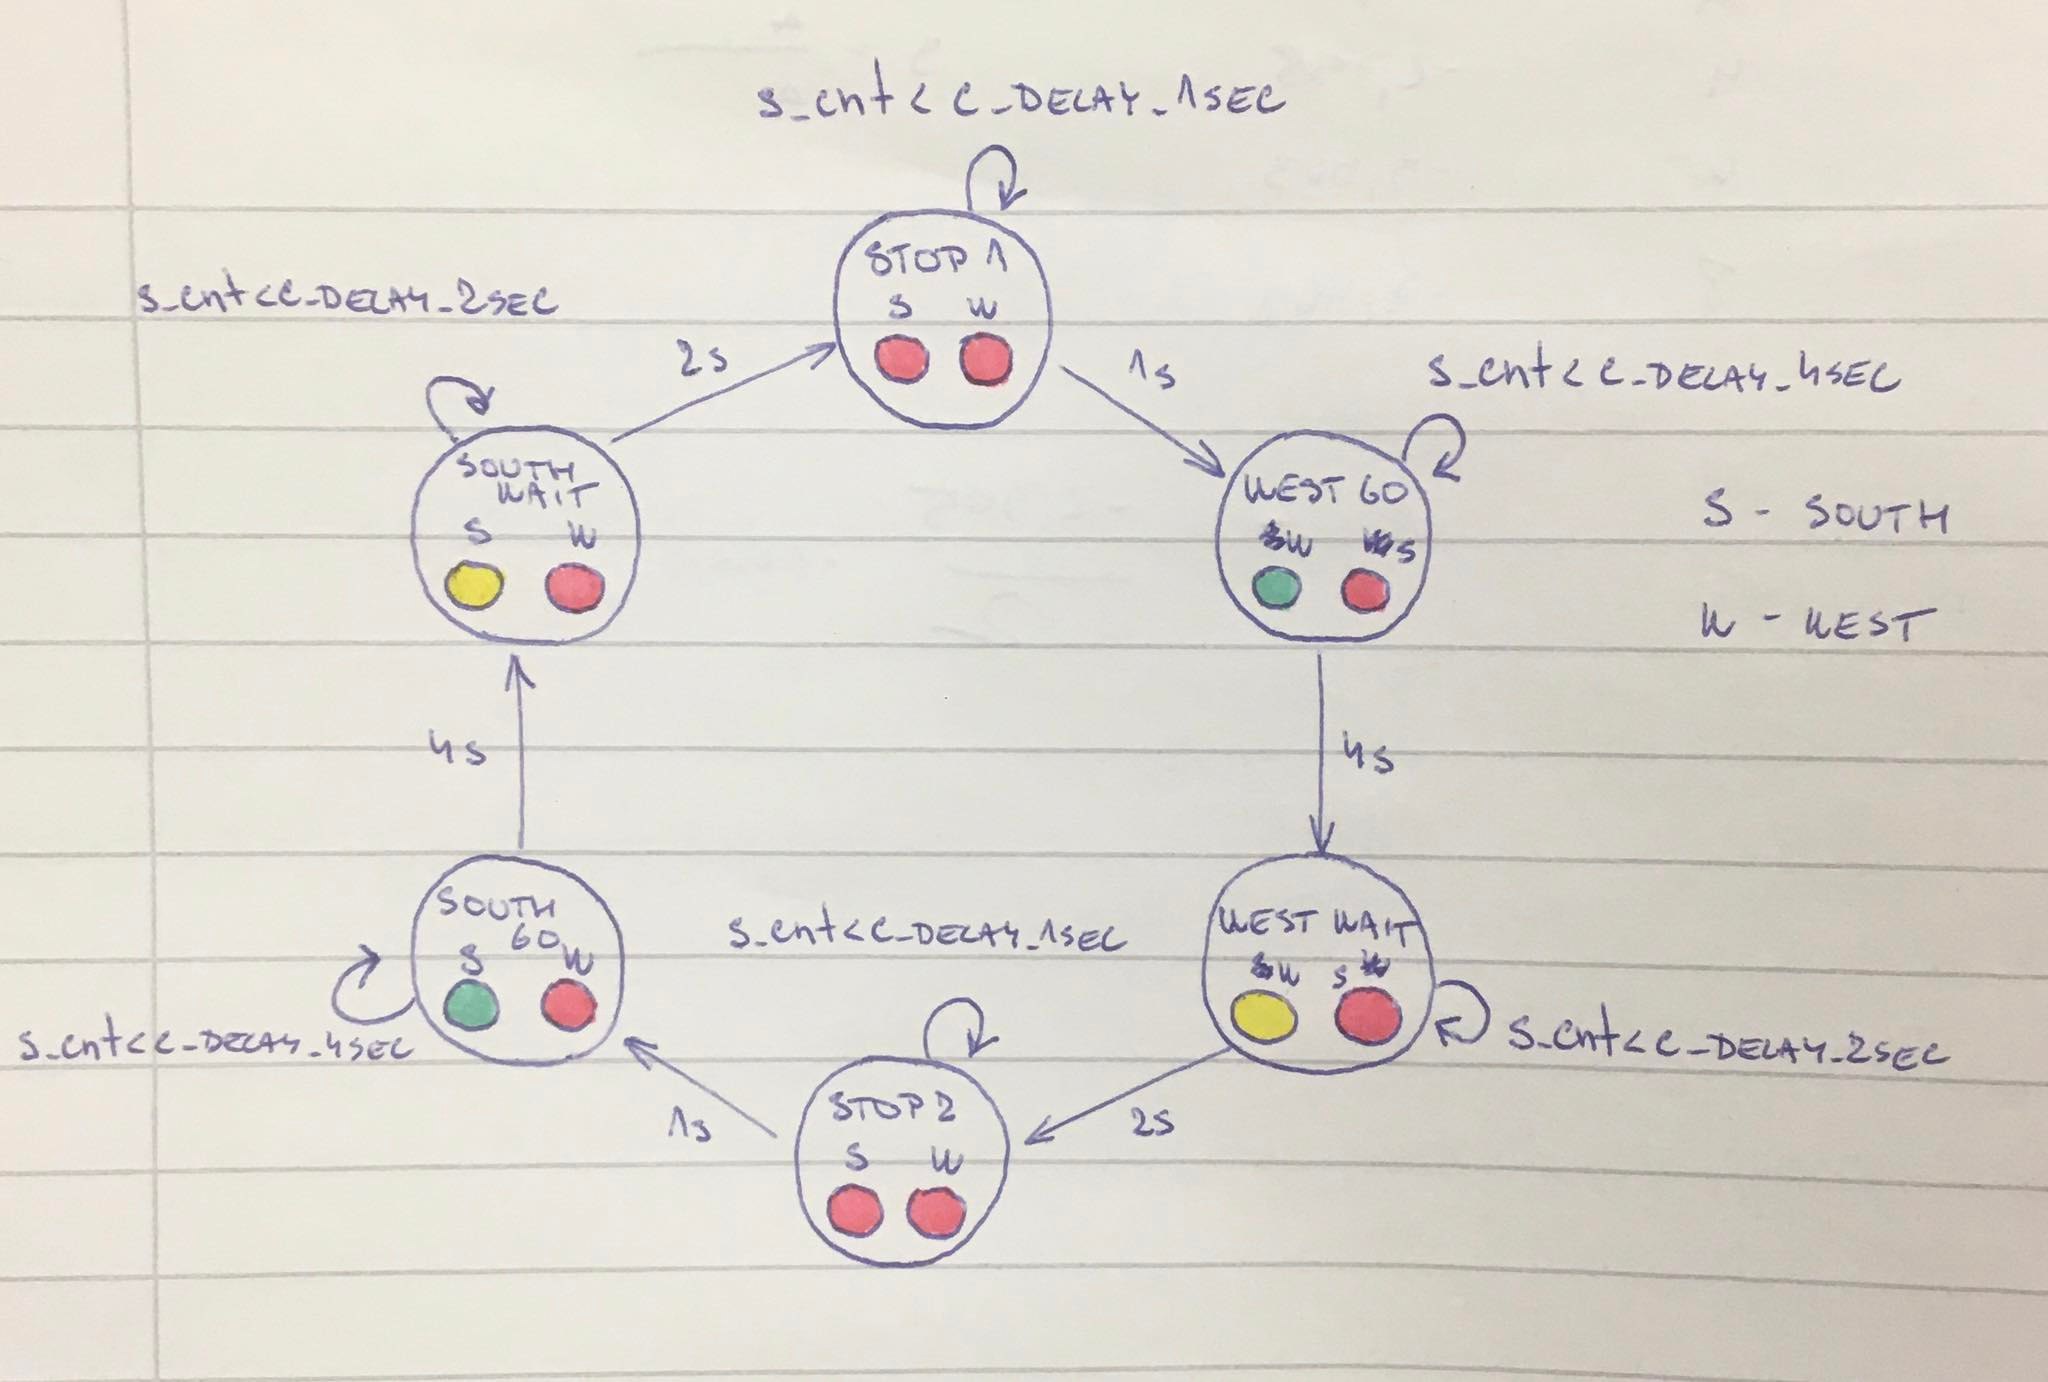 s_cnt < C_DELAY_1SEC
STOP 1
S W
s_cnt < C_DELAY_2SEC
2s
1s
s_cnt < C_DELAY_4SEC
SOUTH
WAIT
S W
WEST GO
W S
S - SOUTH
W - WEST
4s
4s
SOUTH
GO
S W
s_cnt < C_DELAY_4SEC
s_cnt < C_DELAY_1SEC
WEST WAIT
W S
s_cnt < C_DELAY_2SEC
1s
STOP 2
S W
2s